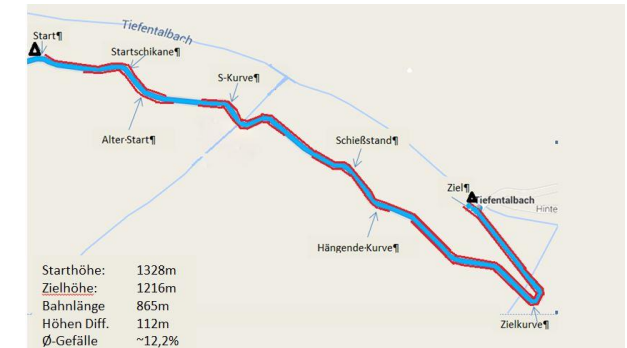 Start¶
Tiefentalbach
Startschikane¶
S-Kurve¶
Alter·Start¶
Schießstand¶
Ziel¶
Tiefentalbach
Hinte
Hängende·Kurve¶
Zielkurve¶
Starthöhe: 1328m
Zielhöhe: 1216m
Bahnlänge 865m
Höhen Diff. 112m
Ø-Gefälle ~12,2%